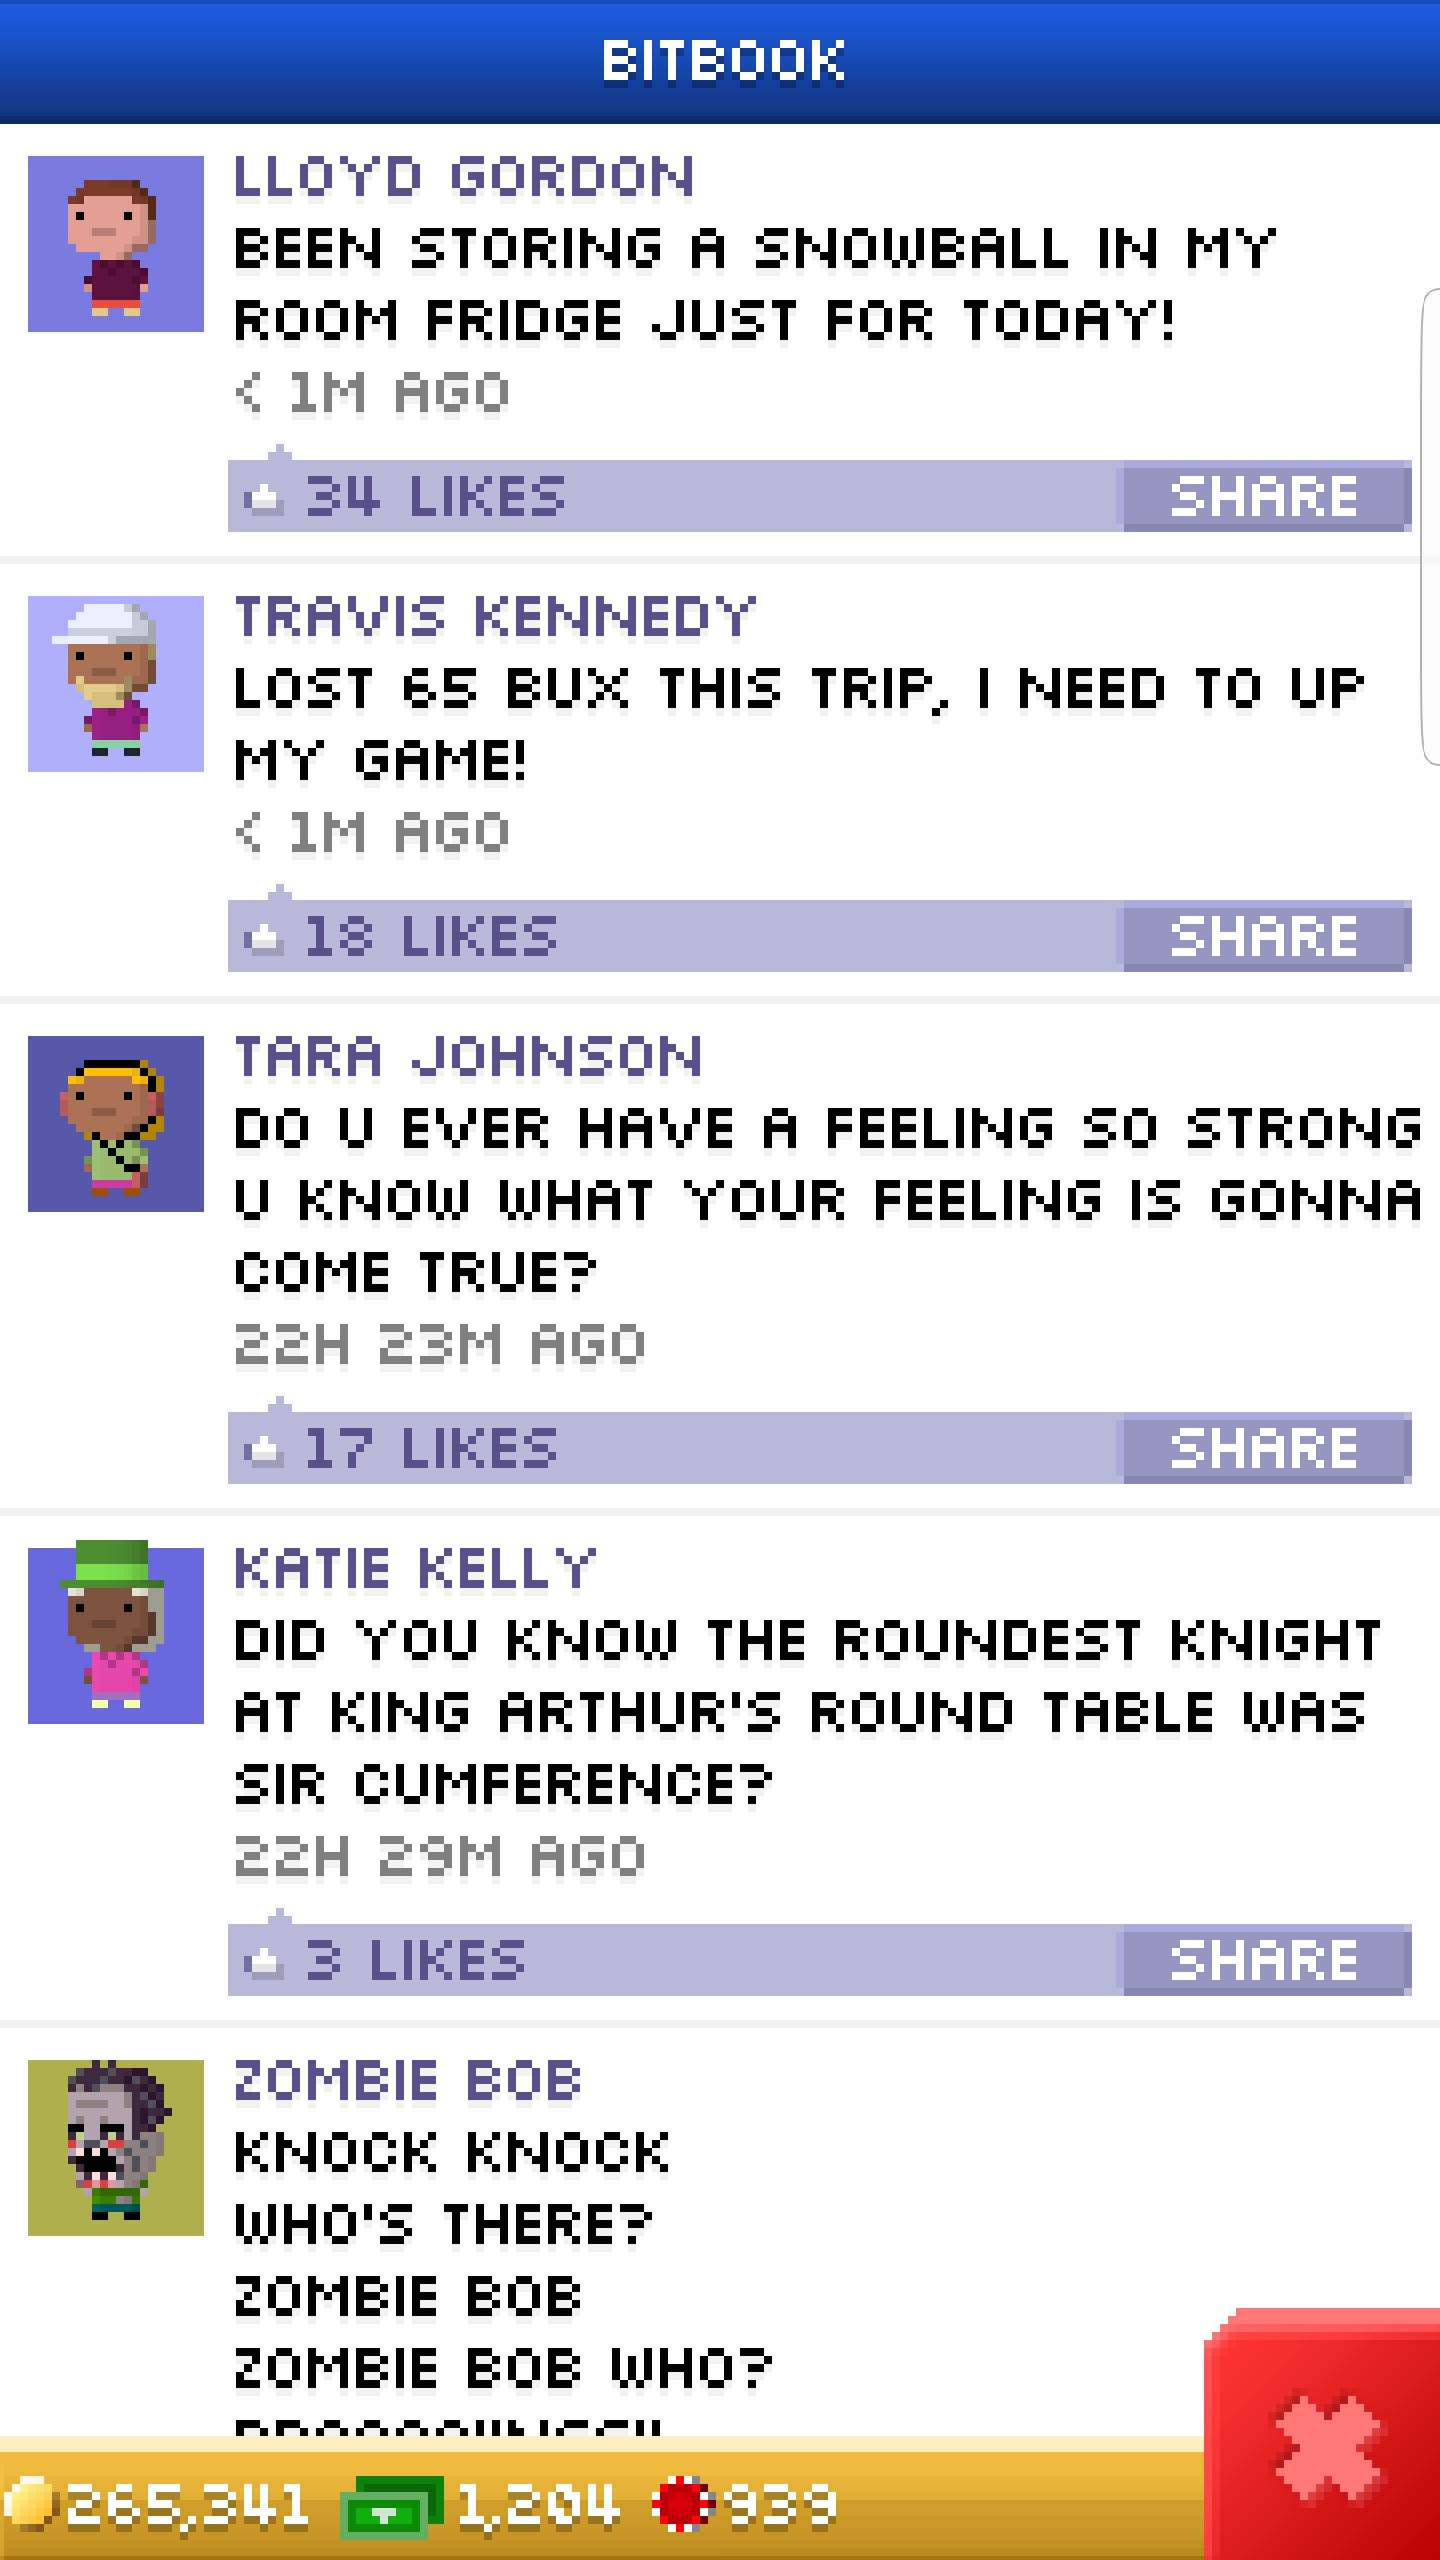 BITBOOK
LLOYD GORDON
BEEN STORING A SNOWBALL IN MY
ROOM FRIDGE JUST FOR TODAY!
< 1M AGO
34 LIKES
SHARE
TRAVIS KENNEDY
LOST 65 BUX THIS TRIP, I NEED TO UP
MY GAME!
< 1M AGO
18 LIKES
SHARE
TARA JOHNSON
DO U EVER HAVE A FEELING SO STRONG
U KNOW WHAT YOUR FEELING IS GONNA
COME TRUE?
22H 23M AGO
17 LIKES
SHARE
KATIE KELLY
DID YOU KNOW THE ROUNDEST KNIGHT
AT KING ARTHUR'S ROUND TABLE WAS
SIR CUMFERENCE?
22H 29M AGO
3 LIKES
SHARE
ZOMBIE BOB
KNOCK KNOCK
WHO'S THERE?
ZOMBIE BOB
ZOMBIE BOB WHO?
265,341
1,204
939